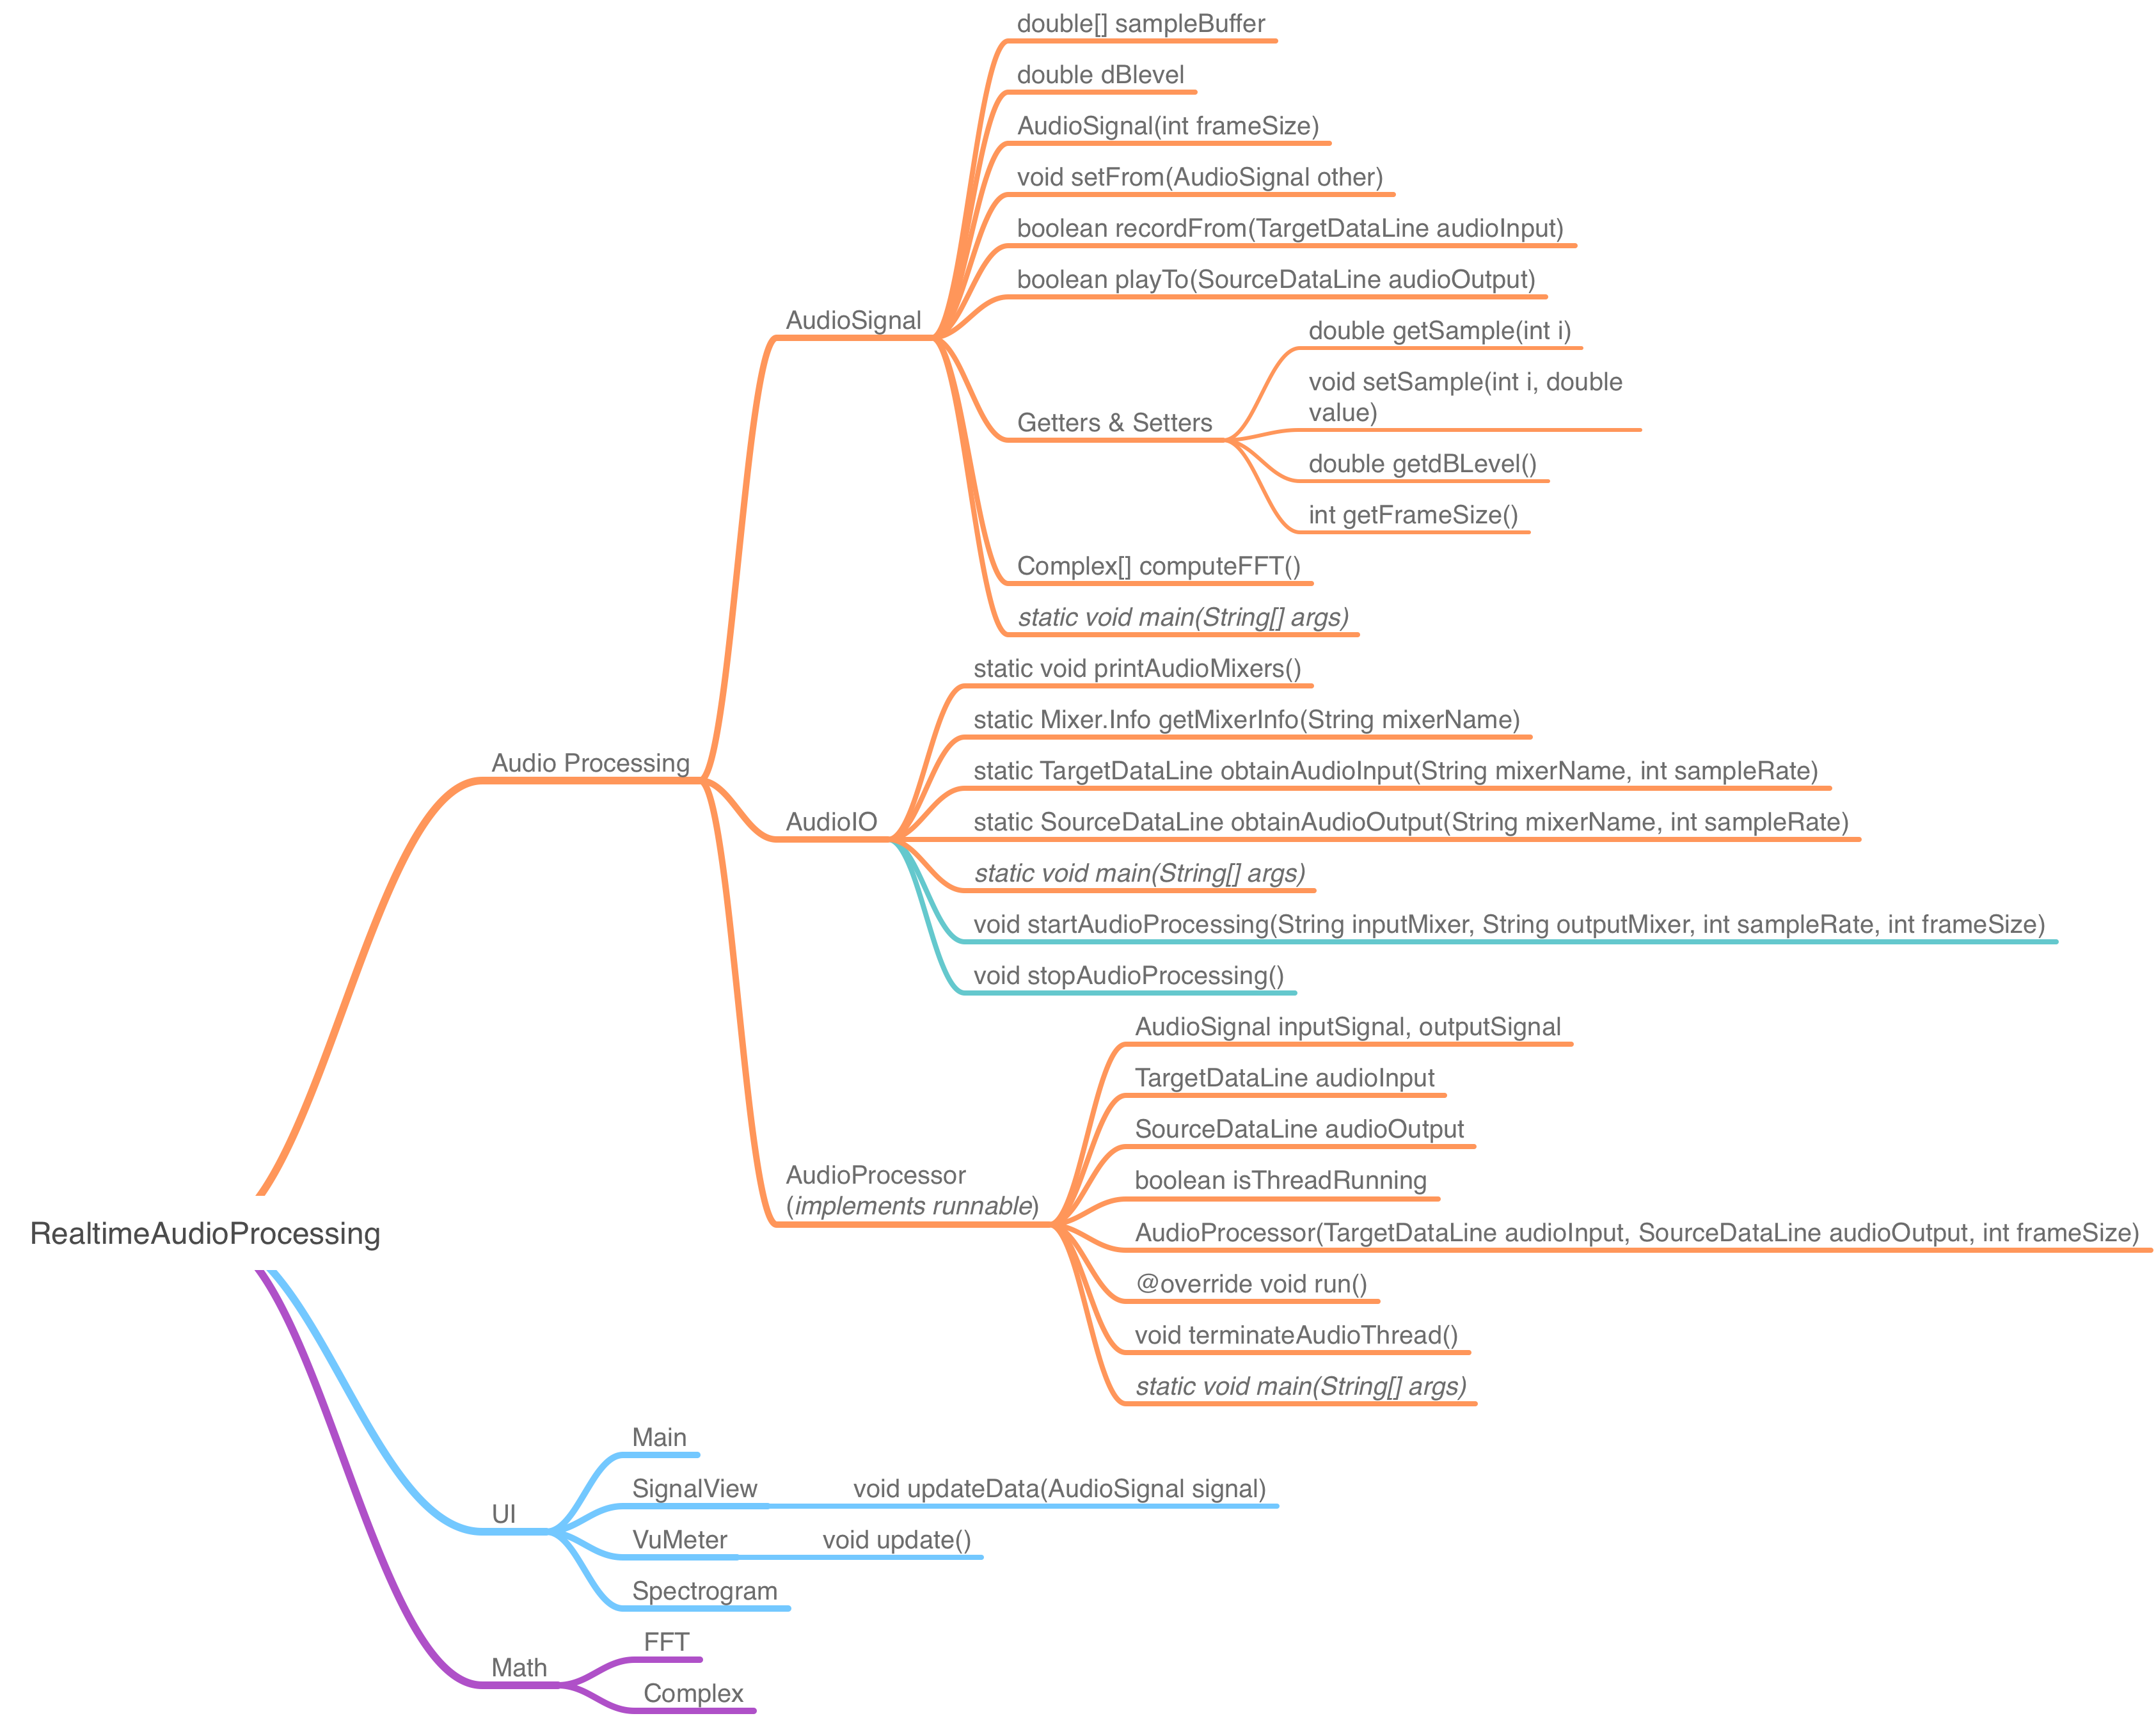 double[] sampleBuffer
double dBlevel
AudioSignal(int frameSize)
void setFrom(AudioSignal other)
boolean recordFrom(TargetDataLine audioInput)
boolean playTo(SourceDataLine audioOutput)
AudioSignal
double getSample(int i)
void setSample(int i, double
value)
Getters & Setters
double getdBLevel()
int getFrameSize()
Complex[] computeFFT()
static void main(String[] args)
static void printAudioMixers()
static Mixer.Info getMixerInfo(String mixerName)
Audio Processing
static TargetDataLine obtainAudioInput(String mixerName, int sampleRate)
AudioIO
static SourceDataLine obtainAudioOutput(String mixerName, int sampleRate)
static void main(String[] args)
void startAudioProcessing(String inputMixer, String outputMixer, int sampleRate, int frameSize)
void stopAudioProcessing()
AudioSignal inputSignal, outputSignal
TargetDataLine audioInput
SourceDataLine audioOutput
AudioProcessor
(implements runnable)
boolean isThreadRunning
RealtimeAudioProcessing
AudioProcessor(TargetDataLine audioInput, SourceDataLine audioOutput, int frameSize)
@override void run()
void terminateAudioThread()
static void main(String[] args)
Main
SignalView
void updateData(AudioSignal signal)
UI
VuMeter
void update()
Spectrogram
FFT
Math
Complex